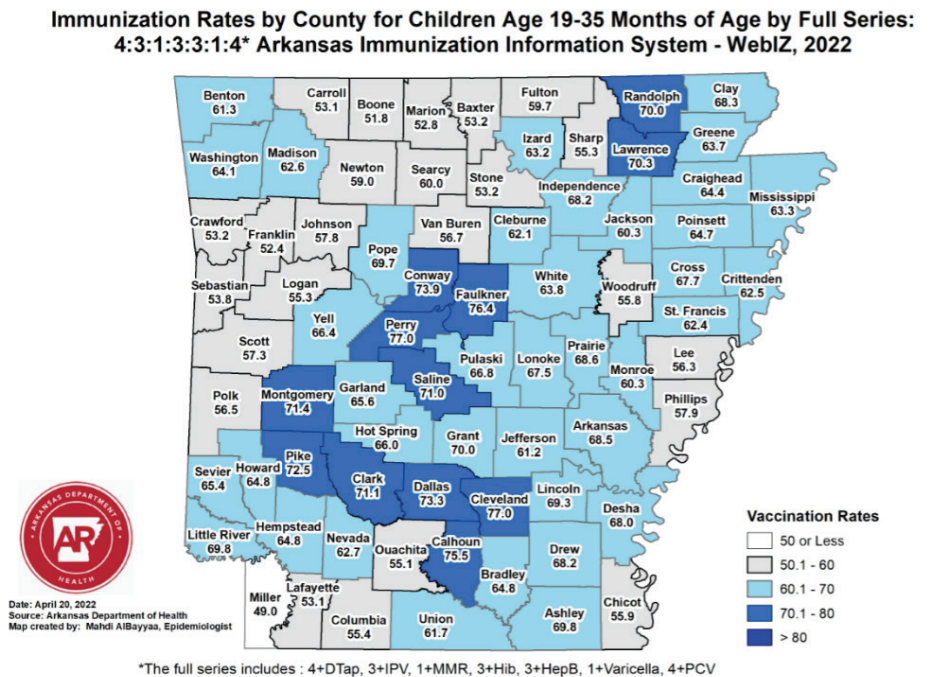 Immunization Rates by County for Children Age 19-35 Months of Age by Full Series:
4:3:1:3:3:1:4* Arkansas Immunization Information System - WebIZ, 2022
Benton
61.3
Carroll
53.1
Boone
51.8
Marion
52.8
Baxter
53.2
Fulton
59.7
Randolph
70.0
Clay
68.3
Washington
64.1
Madison
62.6
Newton
59.0
Searcy
60.0
Stone
53.2
Izard
63.2
Sharp
55.3
Lawrence
70.3
Greene
63.7
Independence
68.2
Craighead
64.4
Mississippi
63.3
Crawford
53.2
Franklin
52.4
Johnson
57.8
Pope
69.7
Van Buren
56.7
Cleburne
62.1
Jackson
60.3
Poinsett
64.7
Sebastian
53.8
Logan
55.3
Conway
73.9
Faulkner
76.4
White
63.8
Woodruff
55.8
Cross
67.7
Crittenden
62.5
St. Francis
62.4
Scott
57.3
Yell
66.4
Perry
77.0
Pulaski
66.8
Lonoke
67.5
Prairie
68.6
Monroe
60.3
Lee
56.3
Phillips
57.9
Polk
56.5
Montgomery
71.4
Garland
65.6
Saline
71.0
Hot Spring
66.0
Grant
70.0
Jefferson
61.2
Arkansas
68.5
Sevier
65.4
Howard
64.8
Pike
72.5
Clark
71.1
Dallas
73.3
Cleveland
77.0
Lincoln
69.3
Desha
68.0
Little River
69.8
Hempstead
64.8
Nevada
62.7
Ouachita
55.1
Calhoun
75.5
Bradley
64.8
Drew
68.2
Miller
49.0
Lafayette
53.1
Columbia
55.4
Union
61.7
Ashley
69.8
Chicot
55.9
ARKANSAS DEPARTMENT OF
AR
HEALTH
Date: April 20, 2022
Source: Arkansas Department of Health
Map created by: Mahdi AlBayyaa, Epidemiologist
Vaccination Rates
50 or Less
50.1 - 60
60.1 - 70
70.1 - 80
> 80
*The full series includes : 4+DTap, 3+IPV, 1+MMR, 3+Hib, 3+HepB, 1+Varicella, 4+PCV